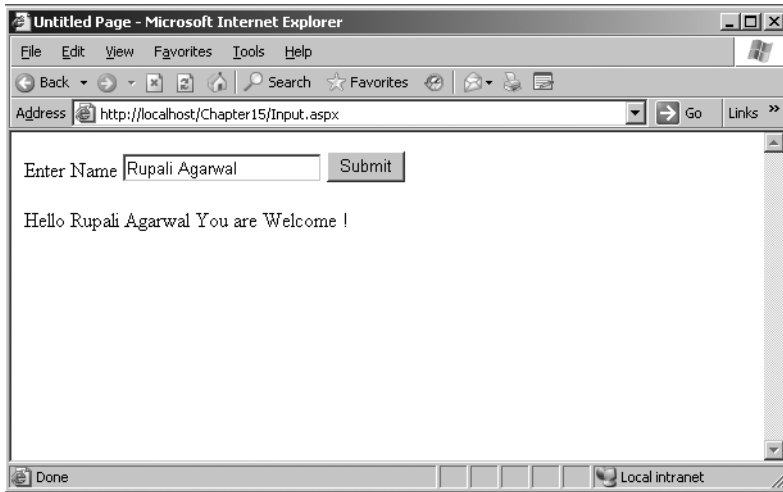 Untitled Page - Microsoft Internet Explorer
File Edit View Favorites Tools Help
Back Search Favorites
Address http://localhost/Chapter15/Input.aspx Go Links »
Enter Name Rupali Agarwal Submit
Hello Rupali Agarwal You are Welcome !
Done Local intranet